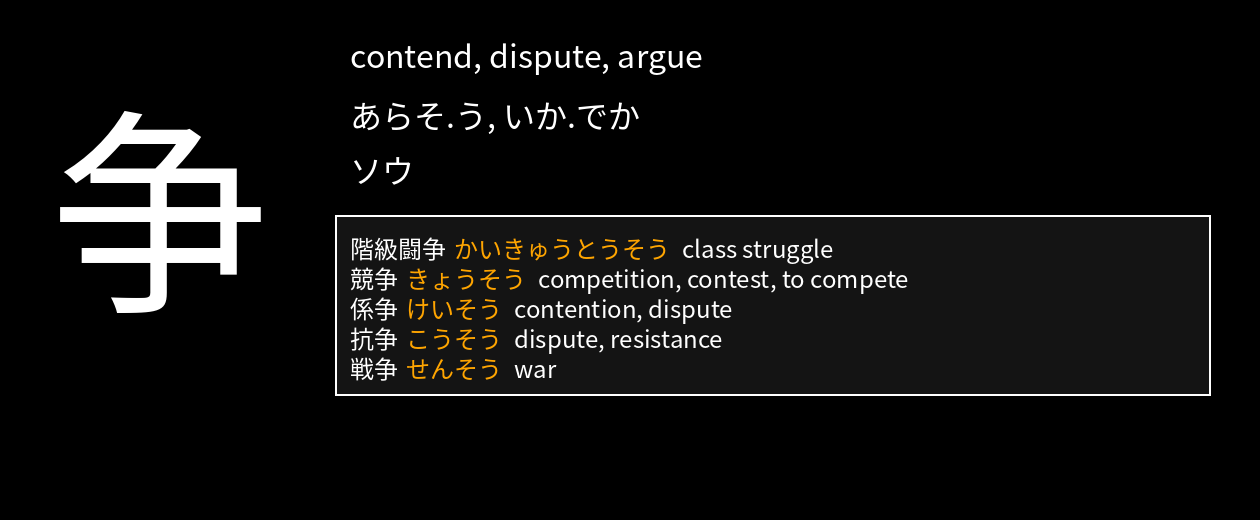 争
contend, dispute, argue
あらそ.う, いか.でか
ソウ
階級闘争 かいきゅうとうそう class struggle
競争 きょうそう competition, contest, to compete
係争 けいそう contention, dispute
抗争 こうそう dispute, resistance
戦争 せんそう war